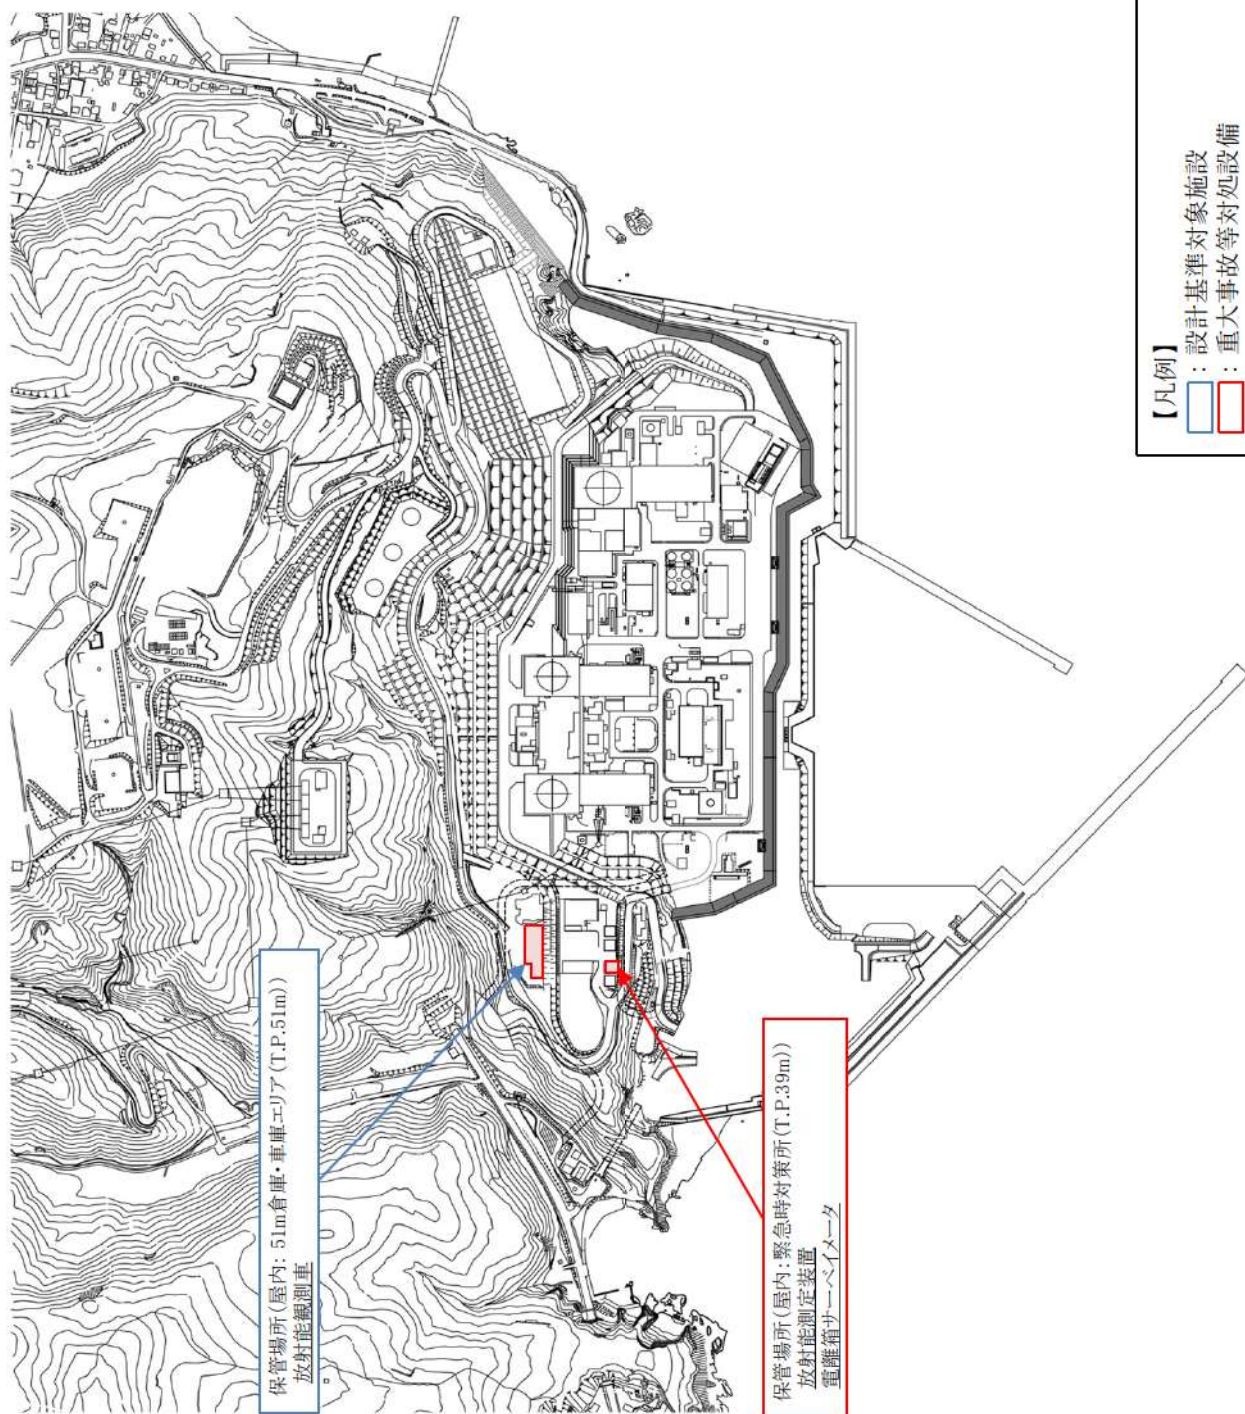 保管場所(屋内：51m倉庫・車庫エリア(T.P.51m))
放射能観測車
保管場所(屋内：緊急時対策所(T.P.39m))
放射能測定装置
電離箱サーベイメータ
【凡例】
：設計基準対象施設
：重大事故等対処設備